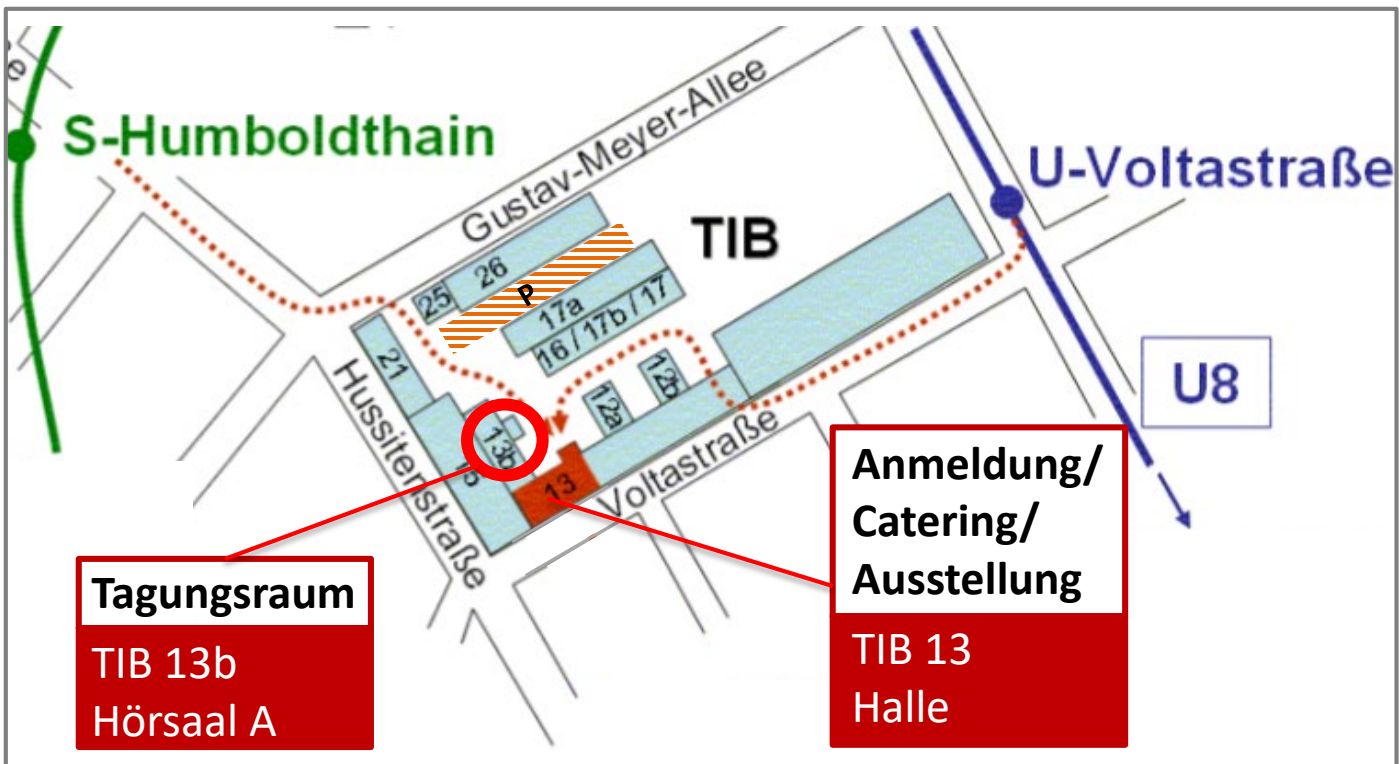 S-Humboldthain
Gustav-Meyer-Allee
U-Voltastraße
TIB
26
25
P
17a
16 / 17b / 17
21
12b
12a
U8
Hussitenstraße
13b
13
Voltastraße
Anmeldung/
Catering/
Ausstellung
TIB 13
Halle
Tagungsraum
TIB 13b
Hörsaal A